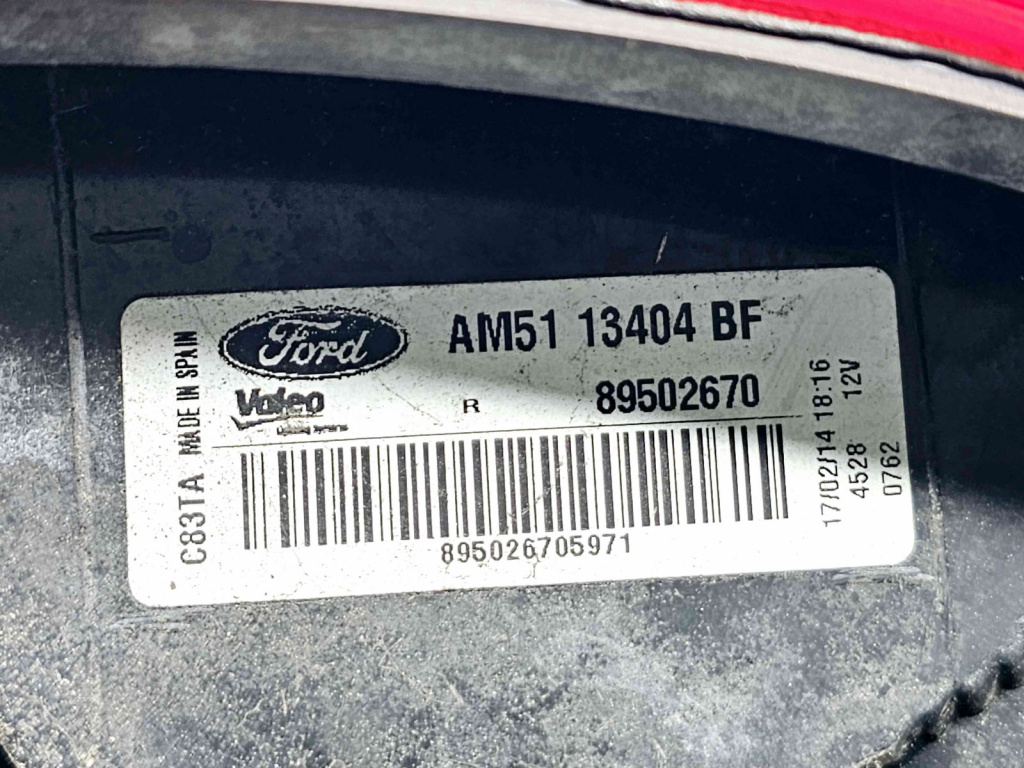 Ford
AM51 13404 BF
Valeo
R
89502670
895026705971
C83TA MADE IN SPAIN
17/02/14 18:16
4528 12V
0762